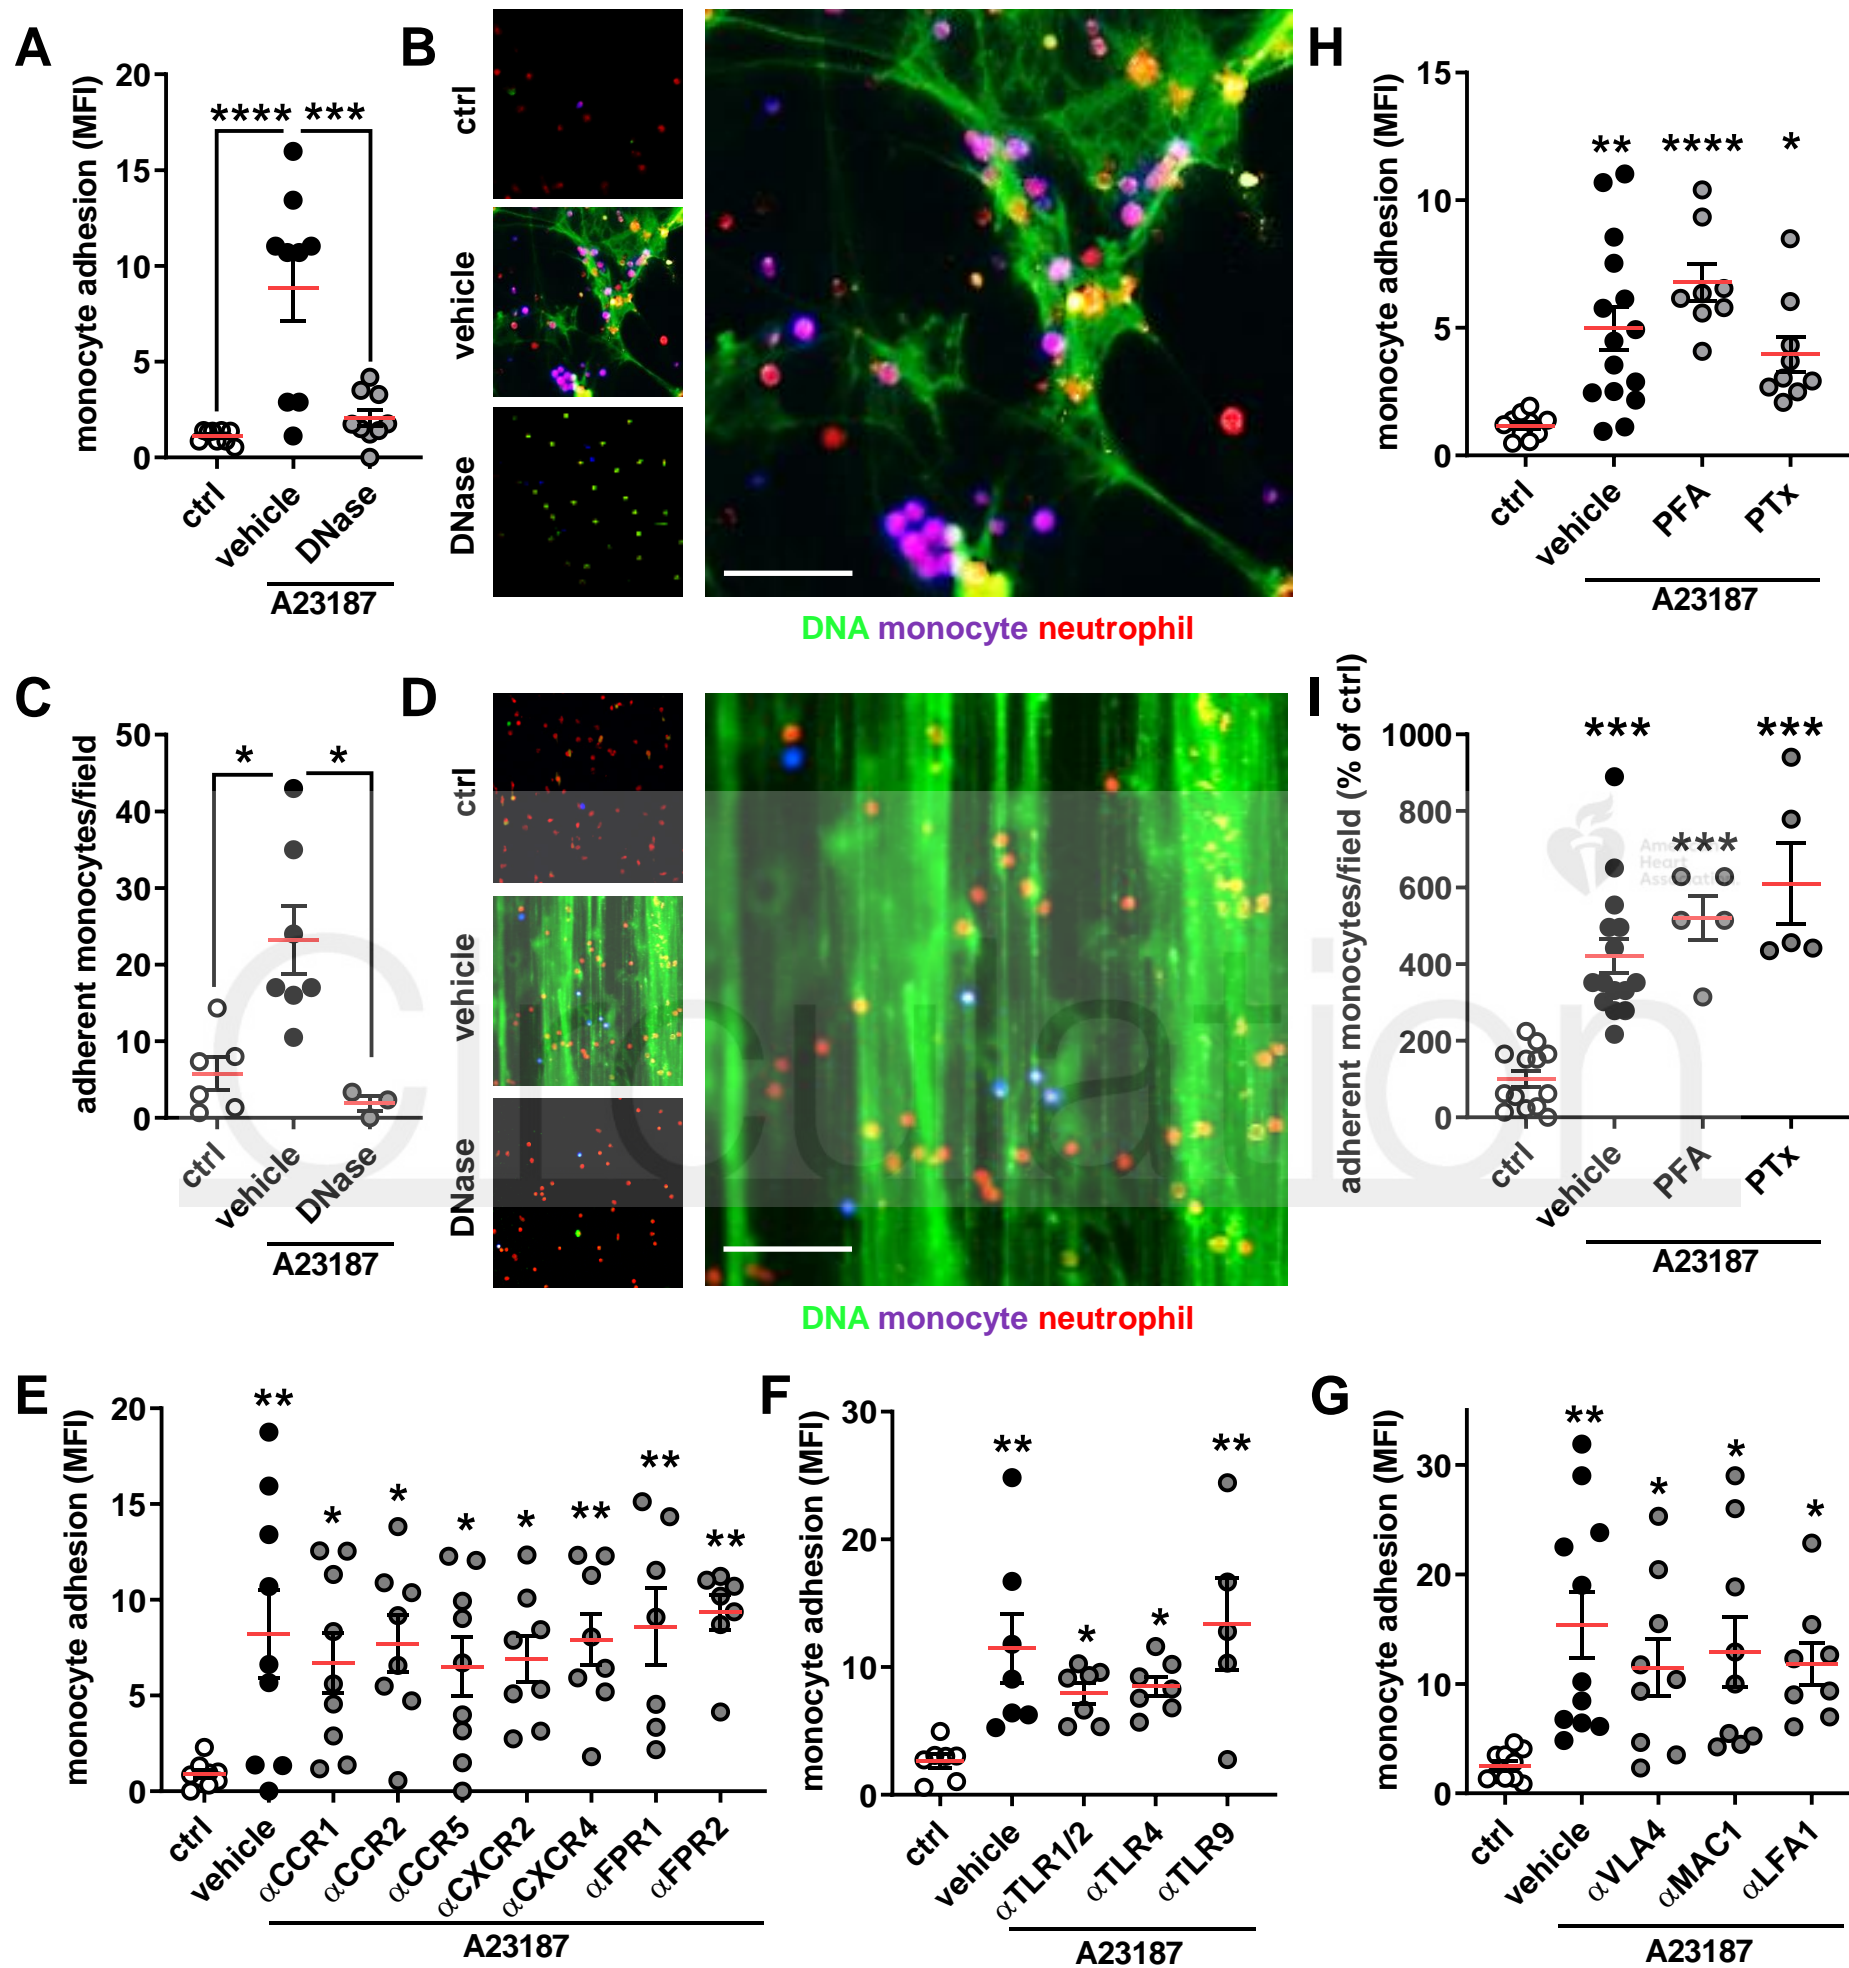 A
monocyte adhesion (MFI)
20
15
10
5
0
**** ***
ctrl
vehicle
DNase
A23187
B
ctrl
vehicle
DNase
DNA monocyte neutrophil
H
monocyte adhesion (MFI)
15
10
5
0
** **** *
ctrl
vehicle
PFA
PTx
A23187
C
adherent monocytes/field
50
40
30
20
10
0
* *
ctrl
vehicle
DNase
A23187
D
ctrl
vehicle
DNase
DNA monocyte neutrophil
I
adherent monocytes/field (% of ctrl)
1000
800
600
400
200
0
*** *** ***
ctrl
vehicle
PFA
PTx
A23187
American
Heart
Association.
Circulation
E
monocyte adhesion (MFI)
20
15
10
5
0
** * * * * ** ** **
ctrl
vehicle
αCCR1
αCCR2
αCCR5
αCXCR2
αCXCR4
αFPR1
αFPR2
A23187
F
monocyte adhesion (MFI)
30
20
10
0
** * * **
ctrl
vehicle
αTLR1/2
αTLR4
αTLR9
A23187
G
monocyte adhesion (MFI)
30
20
10
0
** * * *
ctrl
vehicle
αVLA4
αMAC1
αLFA1
A23187